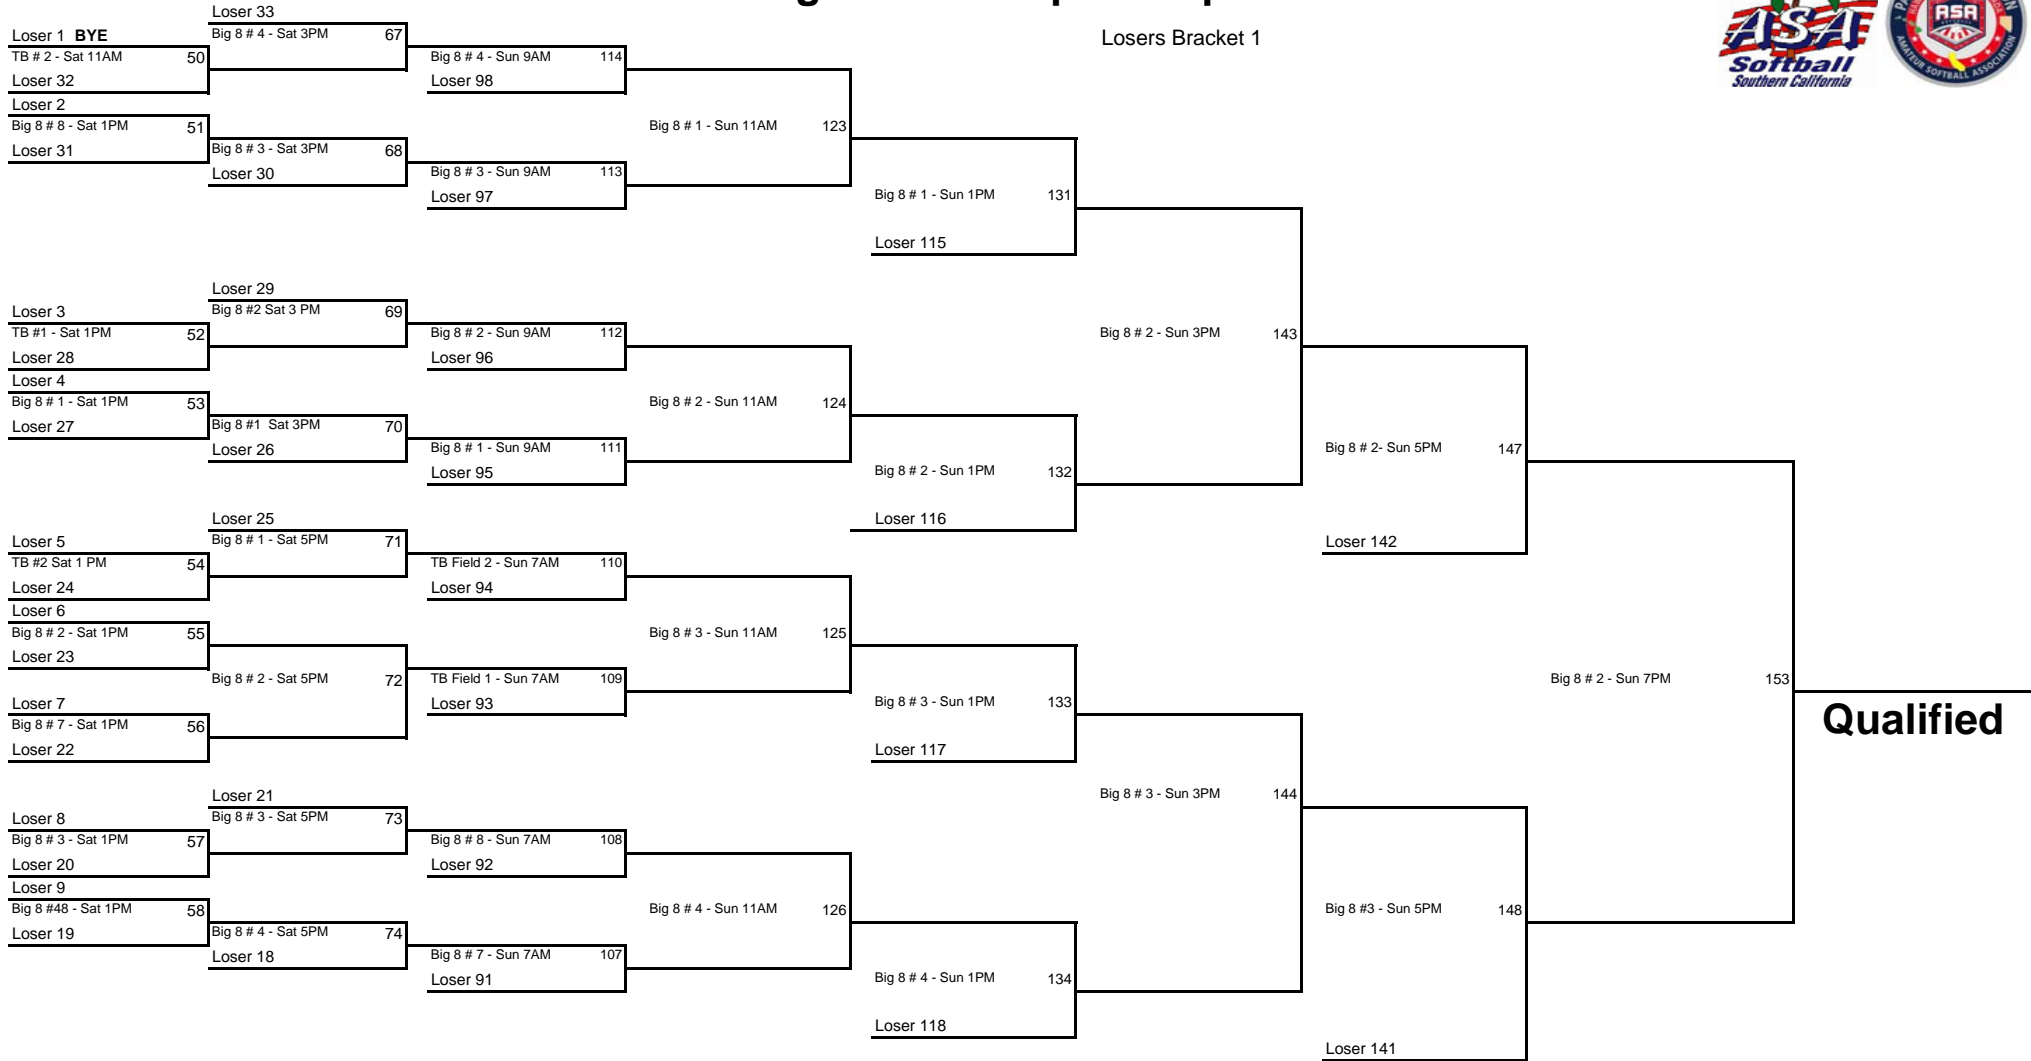 Losers Bracket 1
ASA
Softball
Southern California
ASA
AMATEUR SOFTBALL ASSOCIATION
Loser 33
Loser 1 BYE
Big 8 # 4 - Sat 3PM 67
TB # 2 - Sat 11AM 50
Big 8 # 4 - Sun 9AM 114
Loser 32
Loser 98
Loser 2
Big 8 # 8 - Sat 1PM 51
Big 8 # 1 - Sun 11AM 123
Loser 31
Big 8 # 3 - Sat 3PM 68
Loser 30
Big 8 # 3 - Sun 9AM 113
Loser 97
Big 8 # 1 - Sun 1PM 131
Loser 115
Loser 29
Loser 3
Big 8 #2 Sat 3 PM 69
TB #1 - Sat 1PM 52
Big 8 # 2 - Sun 9AM 112
Big 8 # 2 - Sun 3PM 143
Loser 28
Loser 96
Loser 4
Big 8 # 1 - Sat 1PM 53
Big 8 # 2 - Sun 11AM 124
Loser 27
Big 8 #1 Sat 3PM 70
Loser 26
Big 8 # 1 - Sun 9AM 111
Big 8 # 2- Sun 5PM 147
Loser 95
Big 8 # 2 - Sun 1PM 132
Loser 25
Loser 116
Loser 5
Big 8 # 1 - Sat 5PM 71
Loser 142
TB #2 Sat 1 PM 54
TB Field 2 - Sun 7AM 110
Loser 24
Loser 94
Loser 6
Big 8 # 2 - Sat 1PM 55
Big 8 # 3 - Sun 11AM 125
Loser 23
Big 8 # 2 - Sat 5PM 72
TB Field 1 - Sun 7AM 109
Big 8 # 2 - Sun 7PM 153
Loser 7
Loser 93
Big 8 # 3 - Sun 1PM 133
Qualified
Big 8 # 7 - Sat 1PM 56
Loser 22
Loser 117
Loser 21
Big 8 # 3 - Sun 3PM 144
Loser 8
Big 8 # 3 - Sat 5PM 73
Big 8 # 3 - Sat 1PM 57
Big 8 # 8 - Sun 7AM 108
Loser 20
Loser 92
Loser 9
Big 8 #48 - Sat 1PM 58
Big 8 # 4 - Sun 11AM 126
Big 8 #3 - Sun 5PM 148
Loser 19
Big 8 # 4 - Sat 5PM 74
Loser 18
Big 8 # 7 - Sun 7AM 107
Loser 91
Big 8 # 4 - Sun 1PM 134
Loser 118
Loser 141